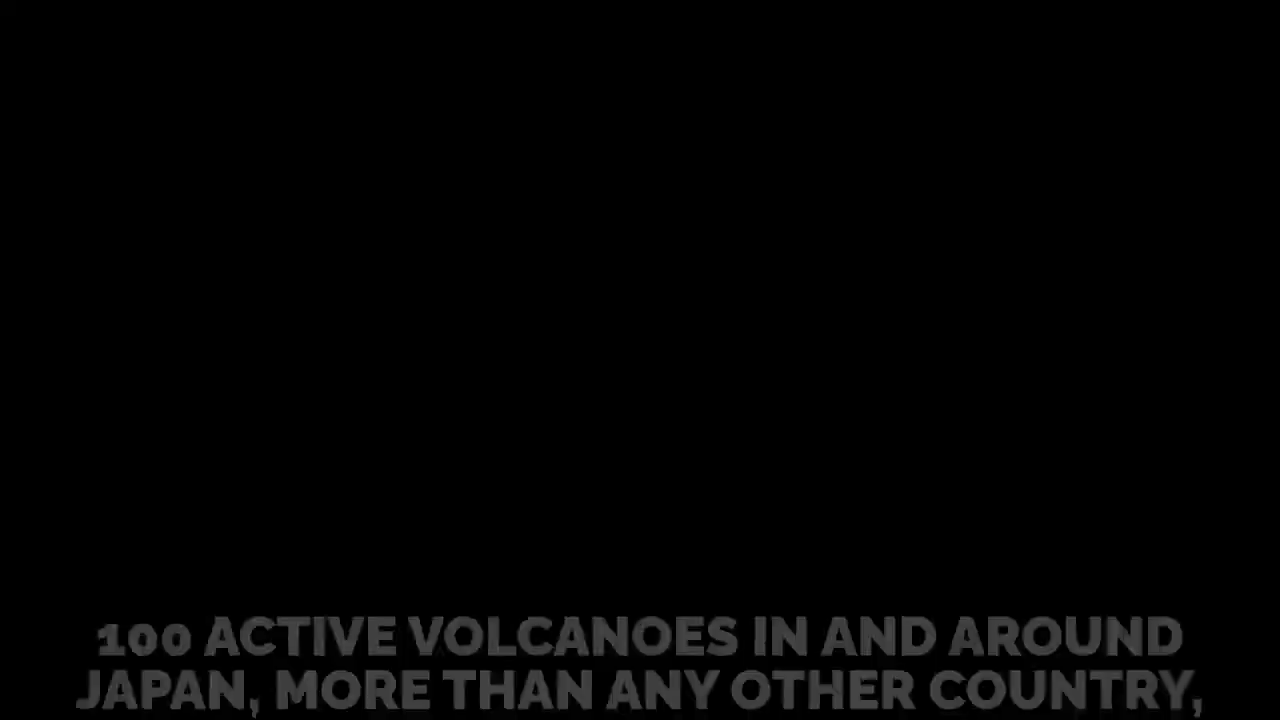 100 ACTIVE VOLCANOES IN AND AROUND
JAPAN, MORE THAN ANY OTHER COUNTRY,